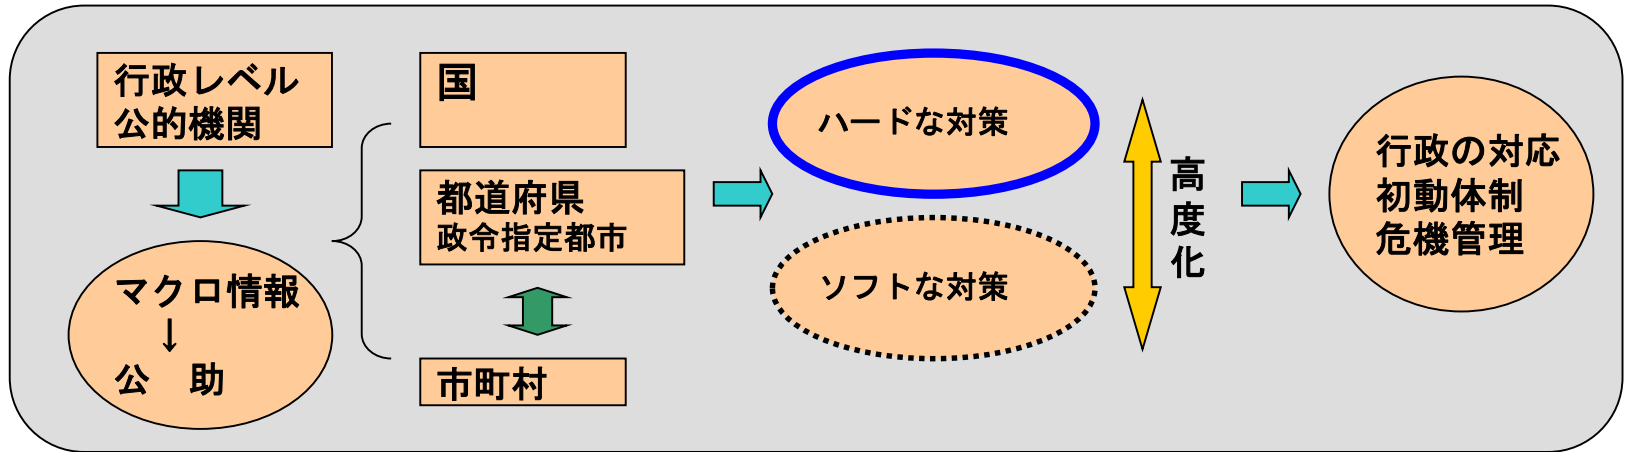 行政レベル
公的機関
マクロ情報
↓
公　助
国
都道府県
政令指定都市
市町村
ハードな対策
ソフトな対策
高度化
行政の対応
初動体制
危機管理